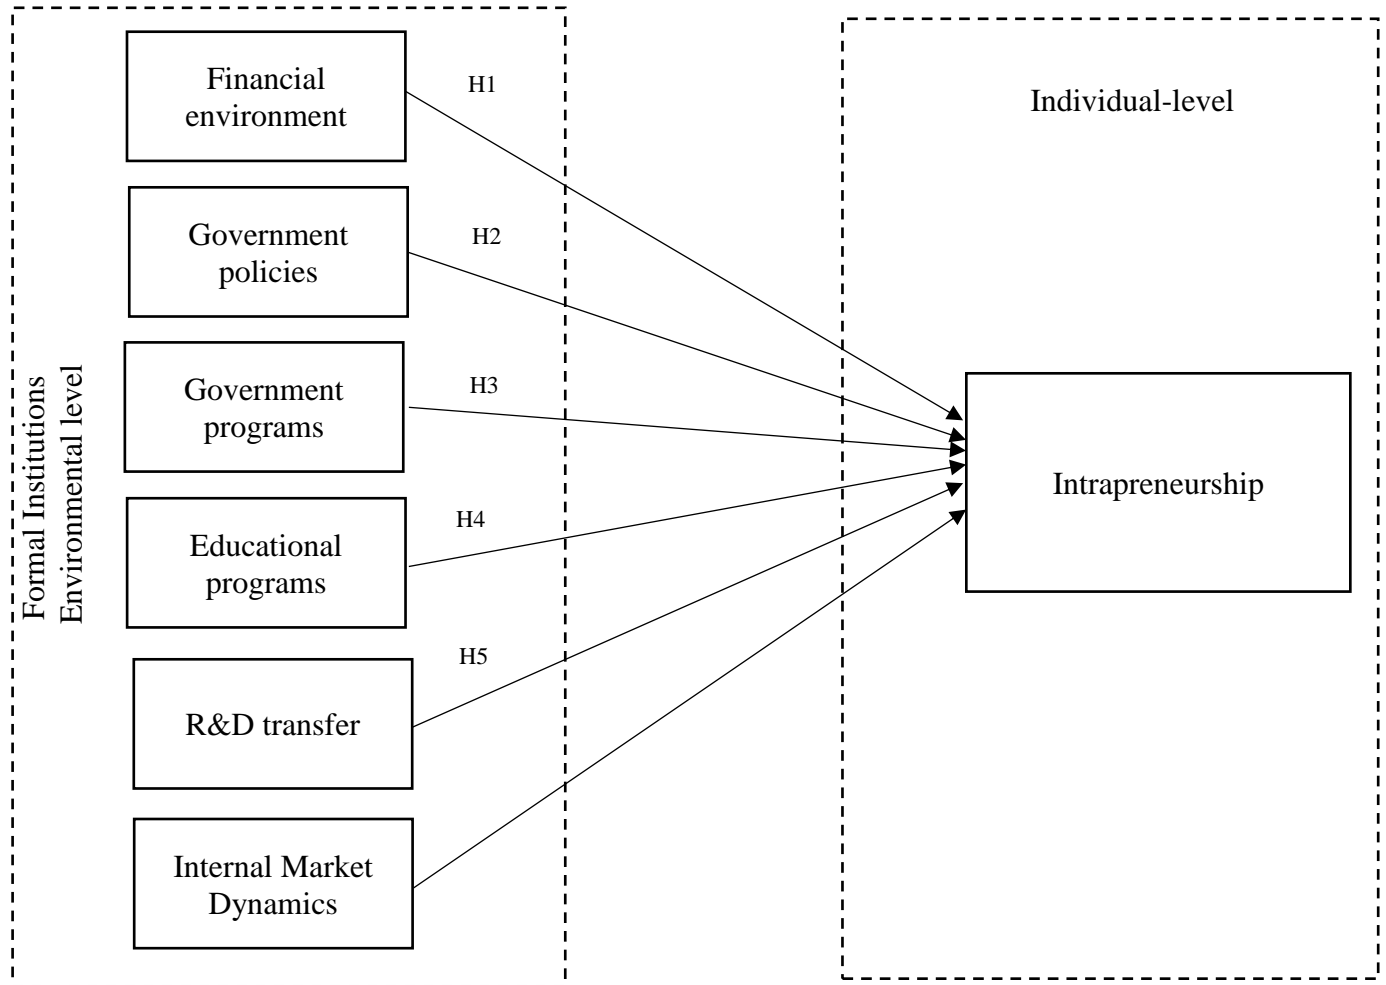 Financial
environment
H1
Individual-level
Government
policies
H2
Government
programs
H3
Formal Institutions
Environmental level
Intrapreneurship
Educational
programs
H4
R&D transfer
H5
Internal Market
Dynamics